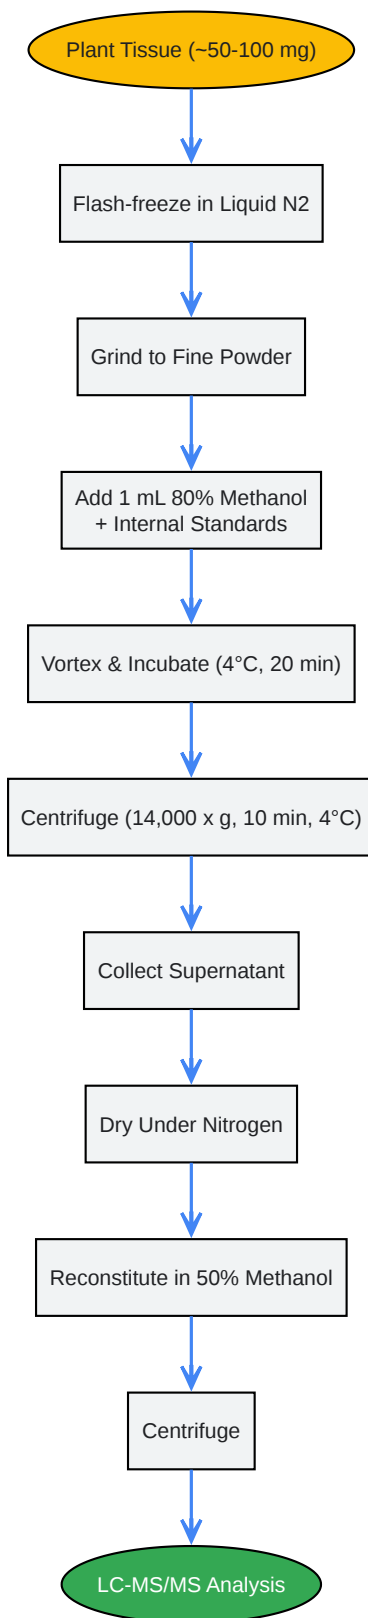 Plant Tissue (~50-100 mg)
Flash-freeze in Liquid N2
Grind to Fine Powder
Add 1 mL 80% Methanol
+ Internal Standards
Vortex & Incubate (4°C, 20 min)
Centrifuge (14,000 x g, 10 min, 4°C)
Collect Supernatant
Dry Under Nitrogen
Reconstitute in 50% Methanol
Centrifuge
LC-MS/MS Analysis